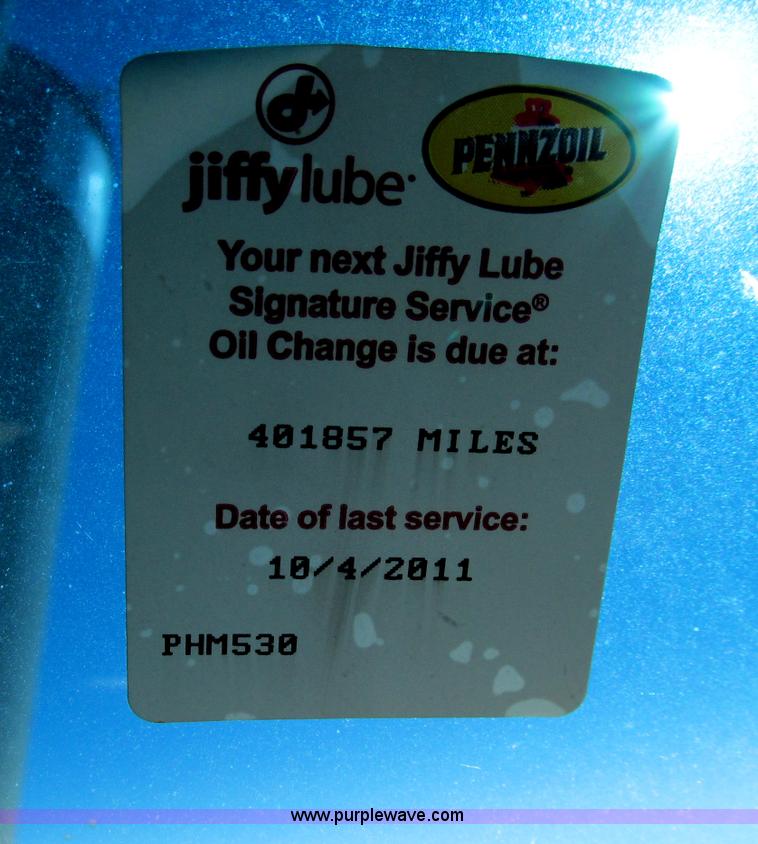 jiffy lube
PENNZOIL
Your next Jiffy Lube
Signature Service®
Oil Change is due at:
401857 MILES
Date of last service:
10/4/2011
PHM530
www.purplewave.com